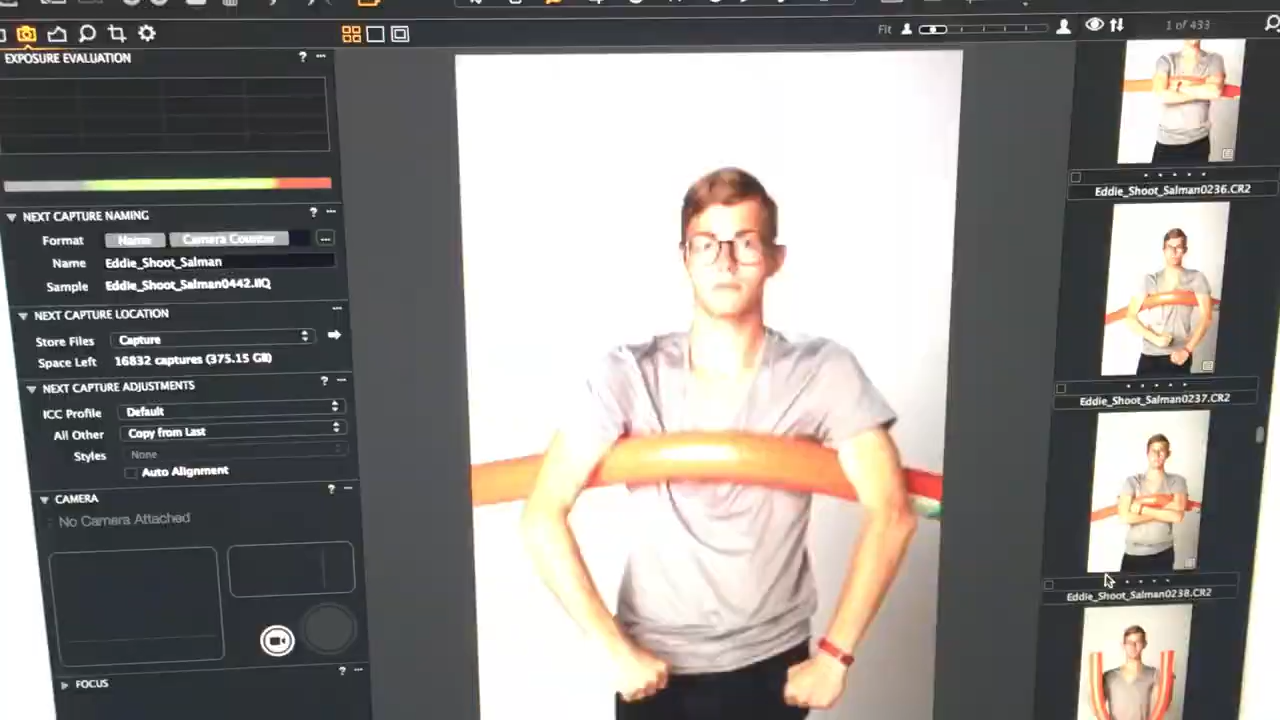 Fit
1 of 433
EXPOSURE EVALUATION ? ...
NEXT CAPTURE NAMING ? ...
Format Name Camera Counter ...
Name Eddie_Shoot_Salman
Sample Eddie_Shoot_Salman0442.IIQ
NEXT CAPTURE LOCATION ...
Store Files Capture
Space Left 16832 captures (375.15 GB)
NEXT CAPTURE ADJUSTMENTS ? ...
ICC Profile Default
All Other Copy from Last
Styles None
Auto Alignment
CAMERA ? ...
No Camera Attached
FOCUS ? ...
Eddie_Shoot_Salman0236.CR2
Eddie_Shoot_Salman0237.CR2
Eddie_Shoot_Salman0238.CR2